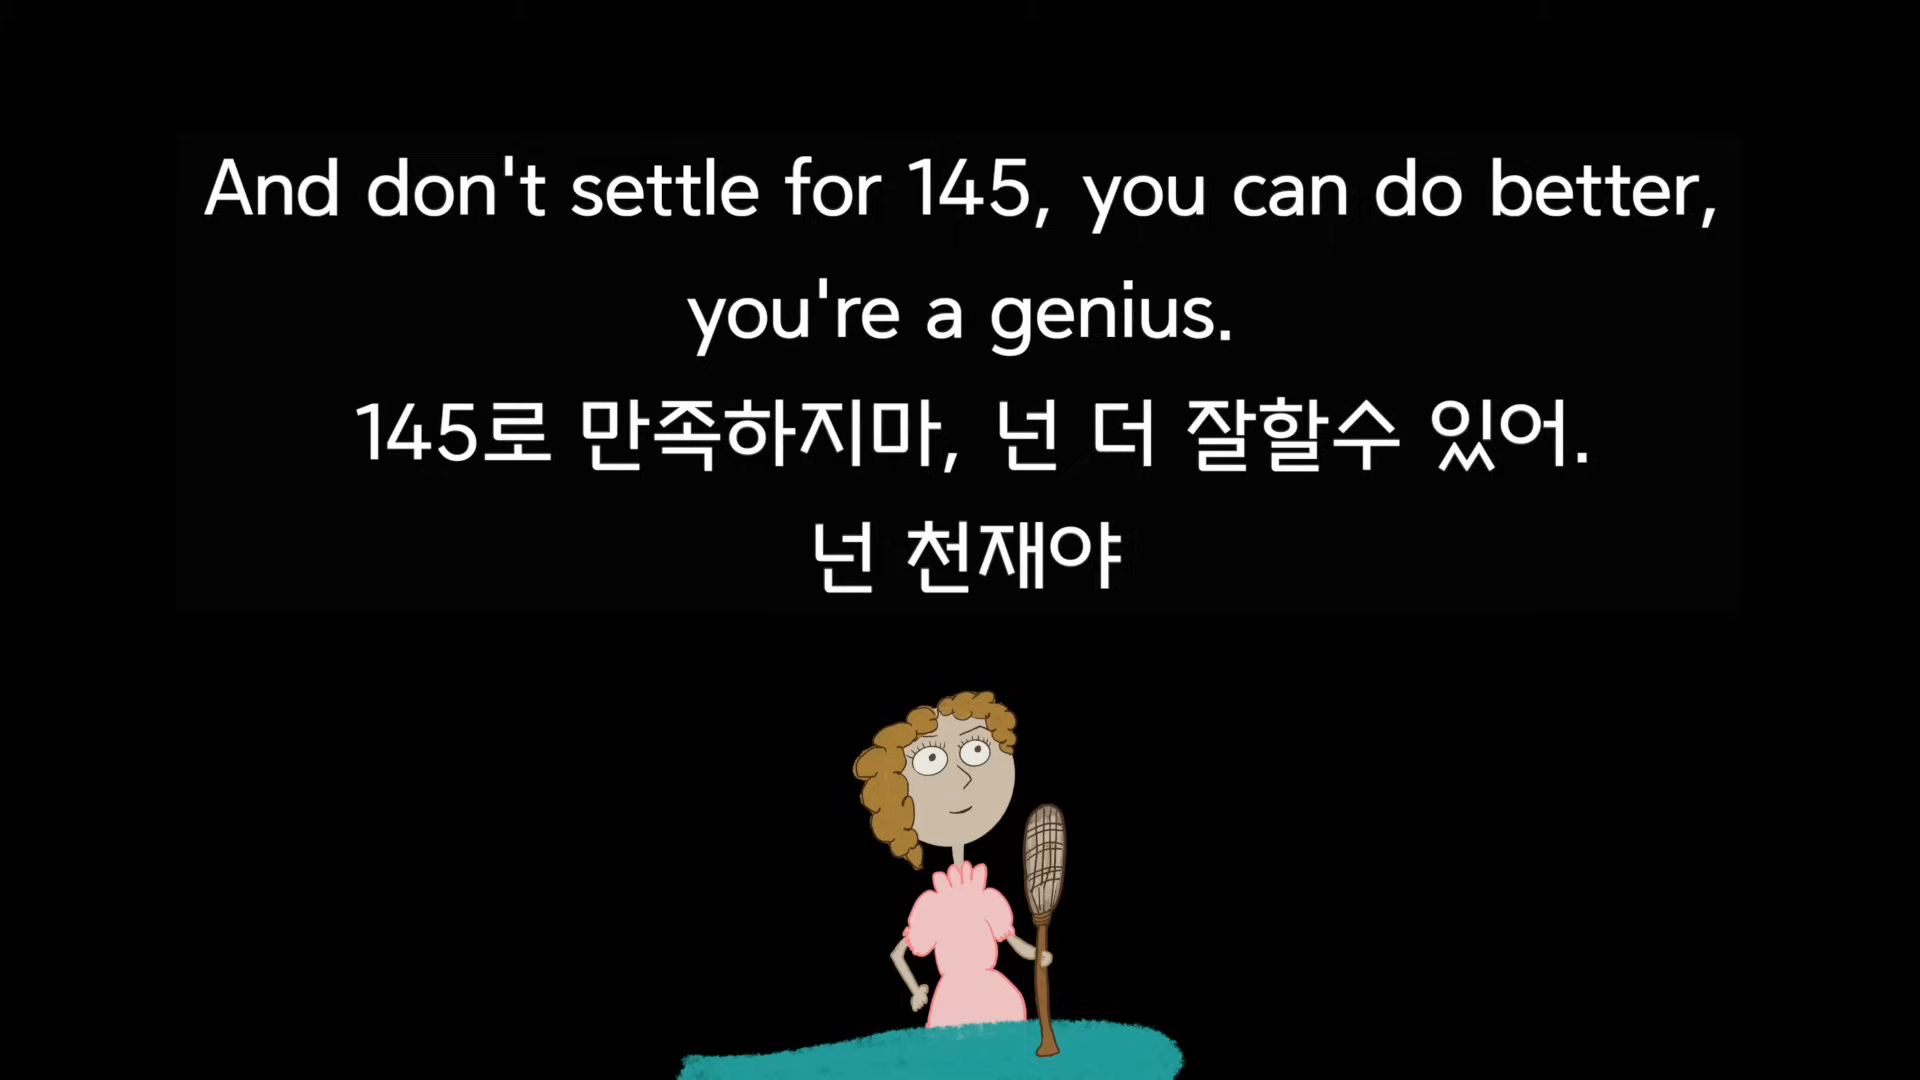 And don't settle for 145, you can do better,
you're a genius.
145로 만족하지마, 넌 더 잘할수 있어.
넌 천재야